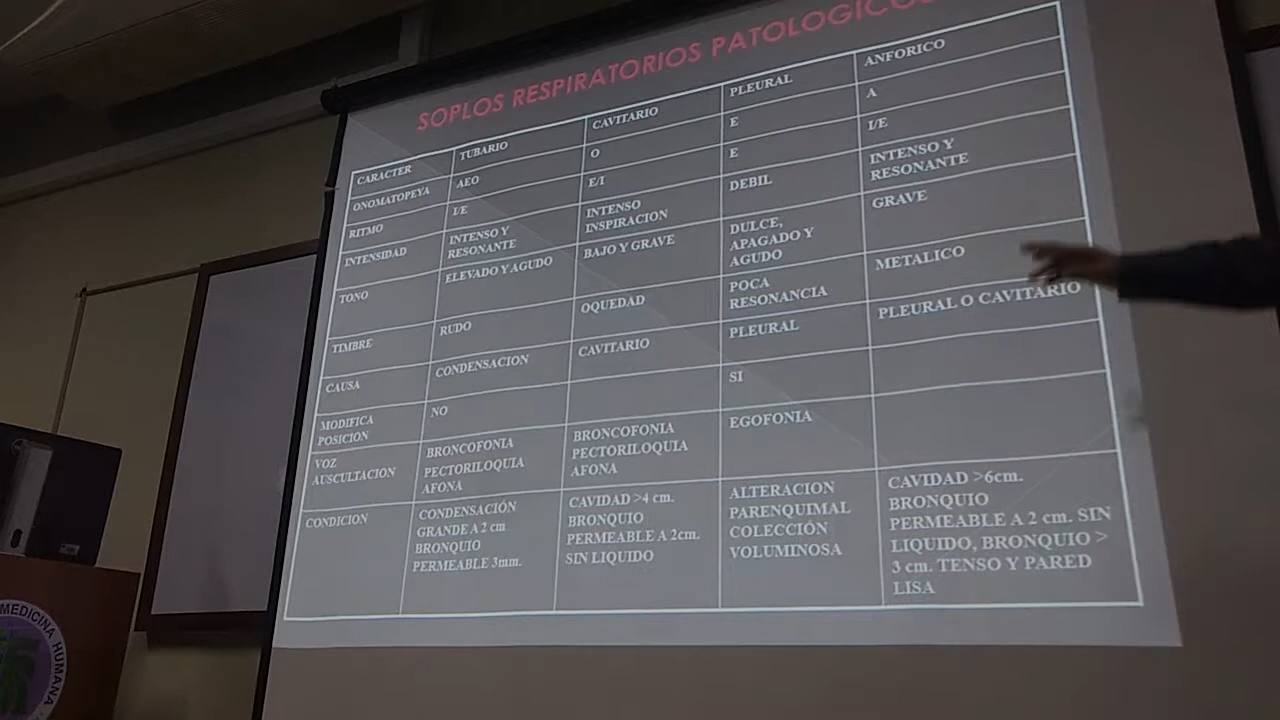 SOPLOS RESPIRATORIOS PATOLOGICOS
CARACTER
TUBARIO
CAVITARIO
PLEURAL
ANFORICO
ONOMATOPEYA
AEO
O
E
A
RITMO
I/E
E/I
E
I/E
INTENSIDAD
INTENSO Y
RESONANTE
INTENSO
INSPIRACION
DEBIL
INTENSO Y
RESONANTE
TONO
ELEVADO Y AGUDO
BAJO Y GRAVE
DULCE,
APAGADO Y
AGUDO
GRAVE
TIMBRE
RUDO
OQUEDAD
POCA
RESONANCIA
METALICO
CAUSA
CONDENSACION
CAVITARIO
PLEURAL
PLEURAL O CAVITARIO
MODIFICA
POSICION
NO
SI
VOZ
AUSCULTACION
BRONCOFONIA
PECTORILOQUIA
AFONA
BRONCOFONIA
PECTORILOQUIA
AFONA
EGOFONIA
CONDICION
CONDENSACIÓN
GRANDE A 2 cm
BRONQUIO
PERMEABLE 3mm.
CAVIDAD >4 cm.
BRONQUIO
PERMEABLE A 2cm.
SIN LIQUIDO
ALTERACION
PARENQUIMAL
COLECCIÓN
VOLUMINOSA
CAVIDAD >6cm.
BRONQUIO
PERMEABLE A 2 cm. SIN
LIQUIDO, BRONQUIO >
3 cm. TENSO Y PARED
LISA
MEDICINA HUMANA